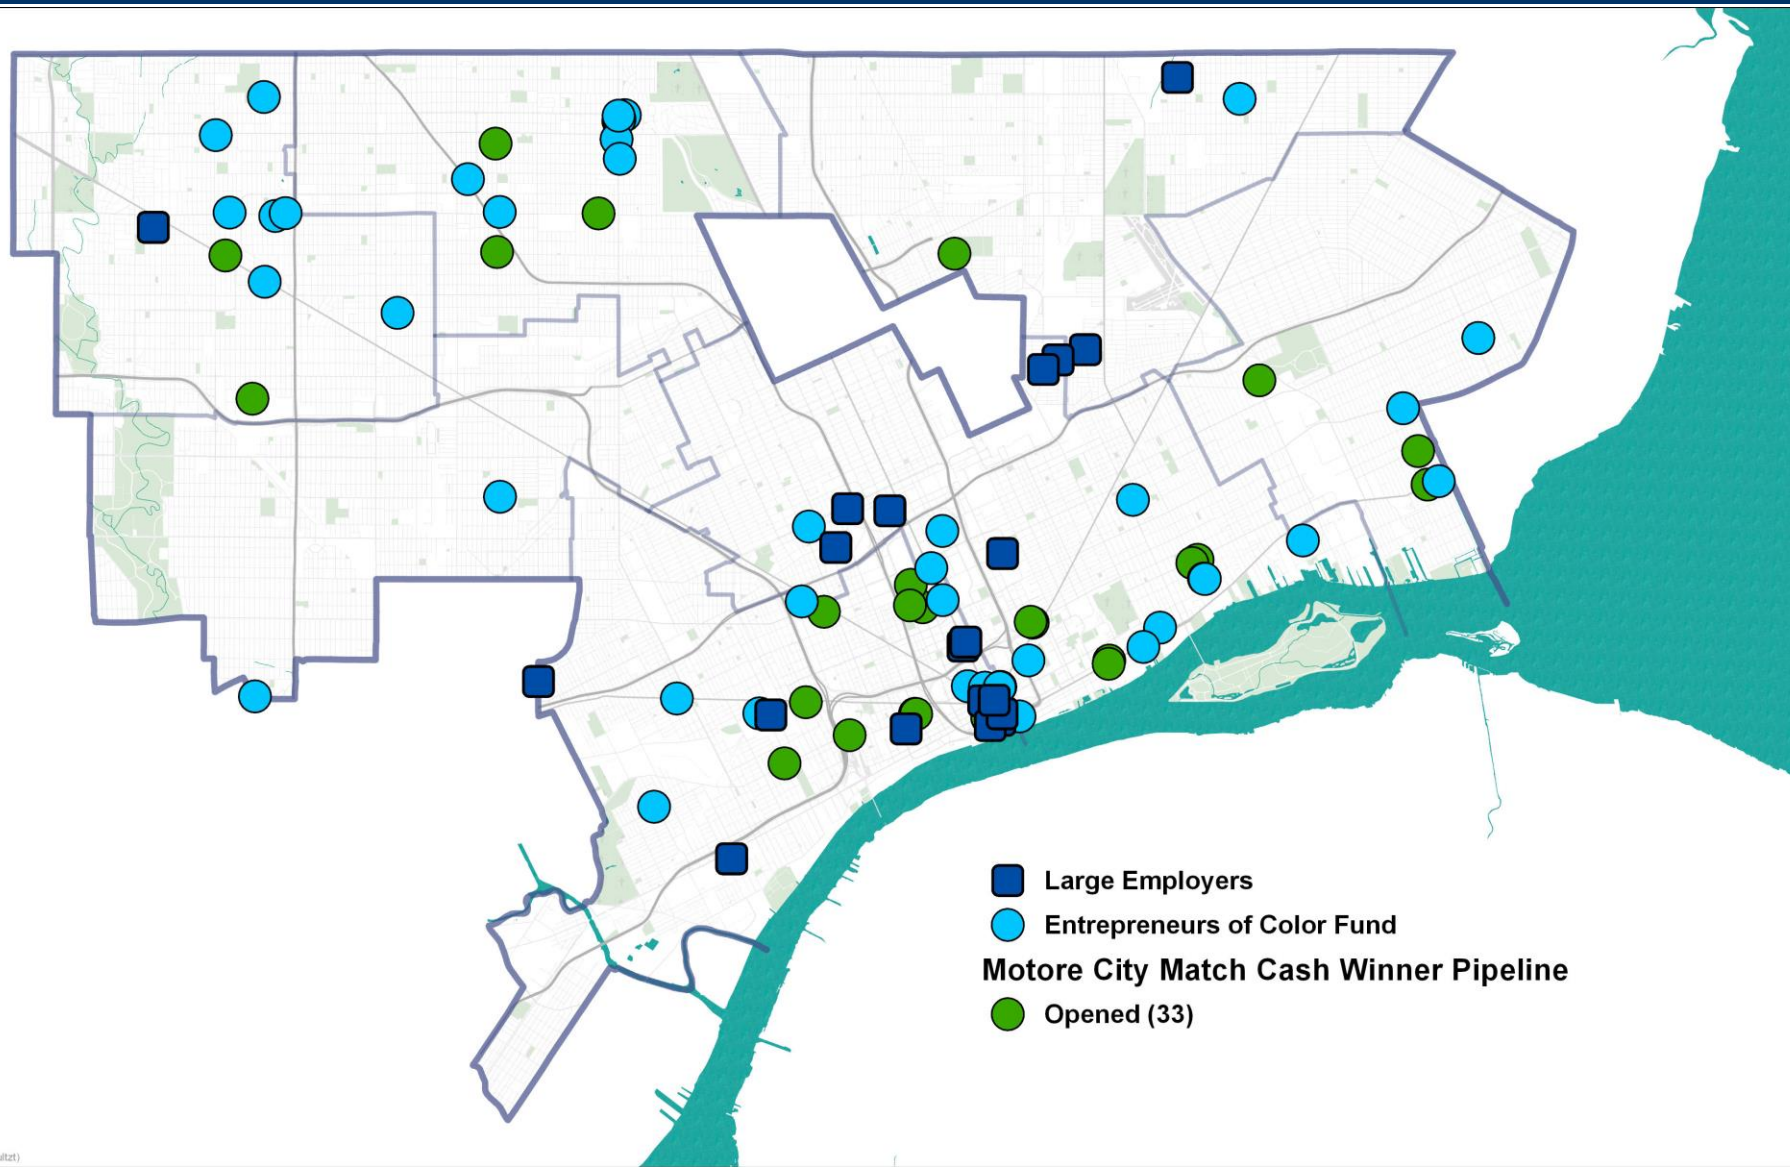 Large Employers
Entrepreneurs of Color Fund
Motore City Match Cash Winner Pipeline
Opened (33)